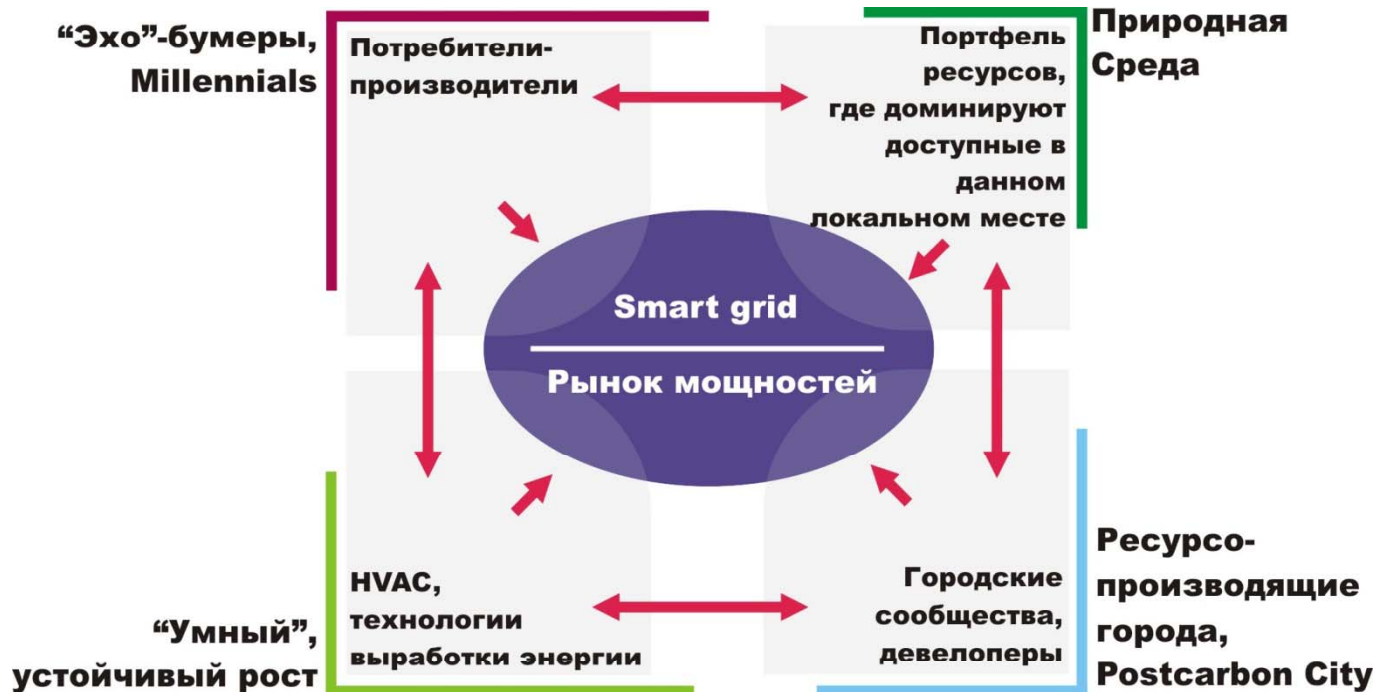 “Эхо”-бумеры,
Millennials
Потребители-
производители
Портфель
ресурсов,
где доминируют
доступные в
данном
локальном месте
Природная
Среда
Smart grid
Рынок мощностей
“Умный”,
устойчивый рост
HVAC,
технологии
выработки энергии
Городские
сообщества,
девелоперы
Ресурсо-
производящие
города,
Postcarbon City